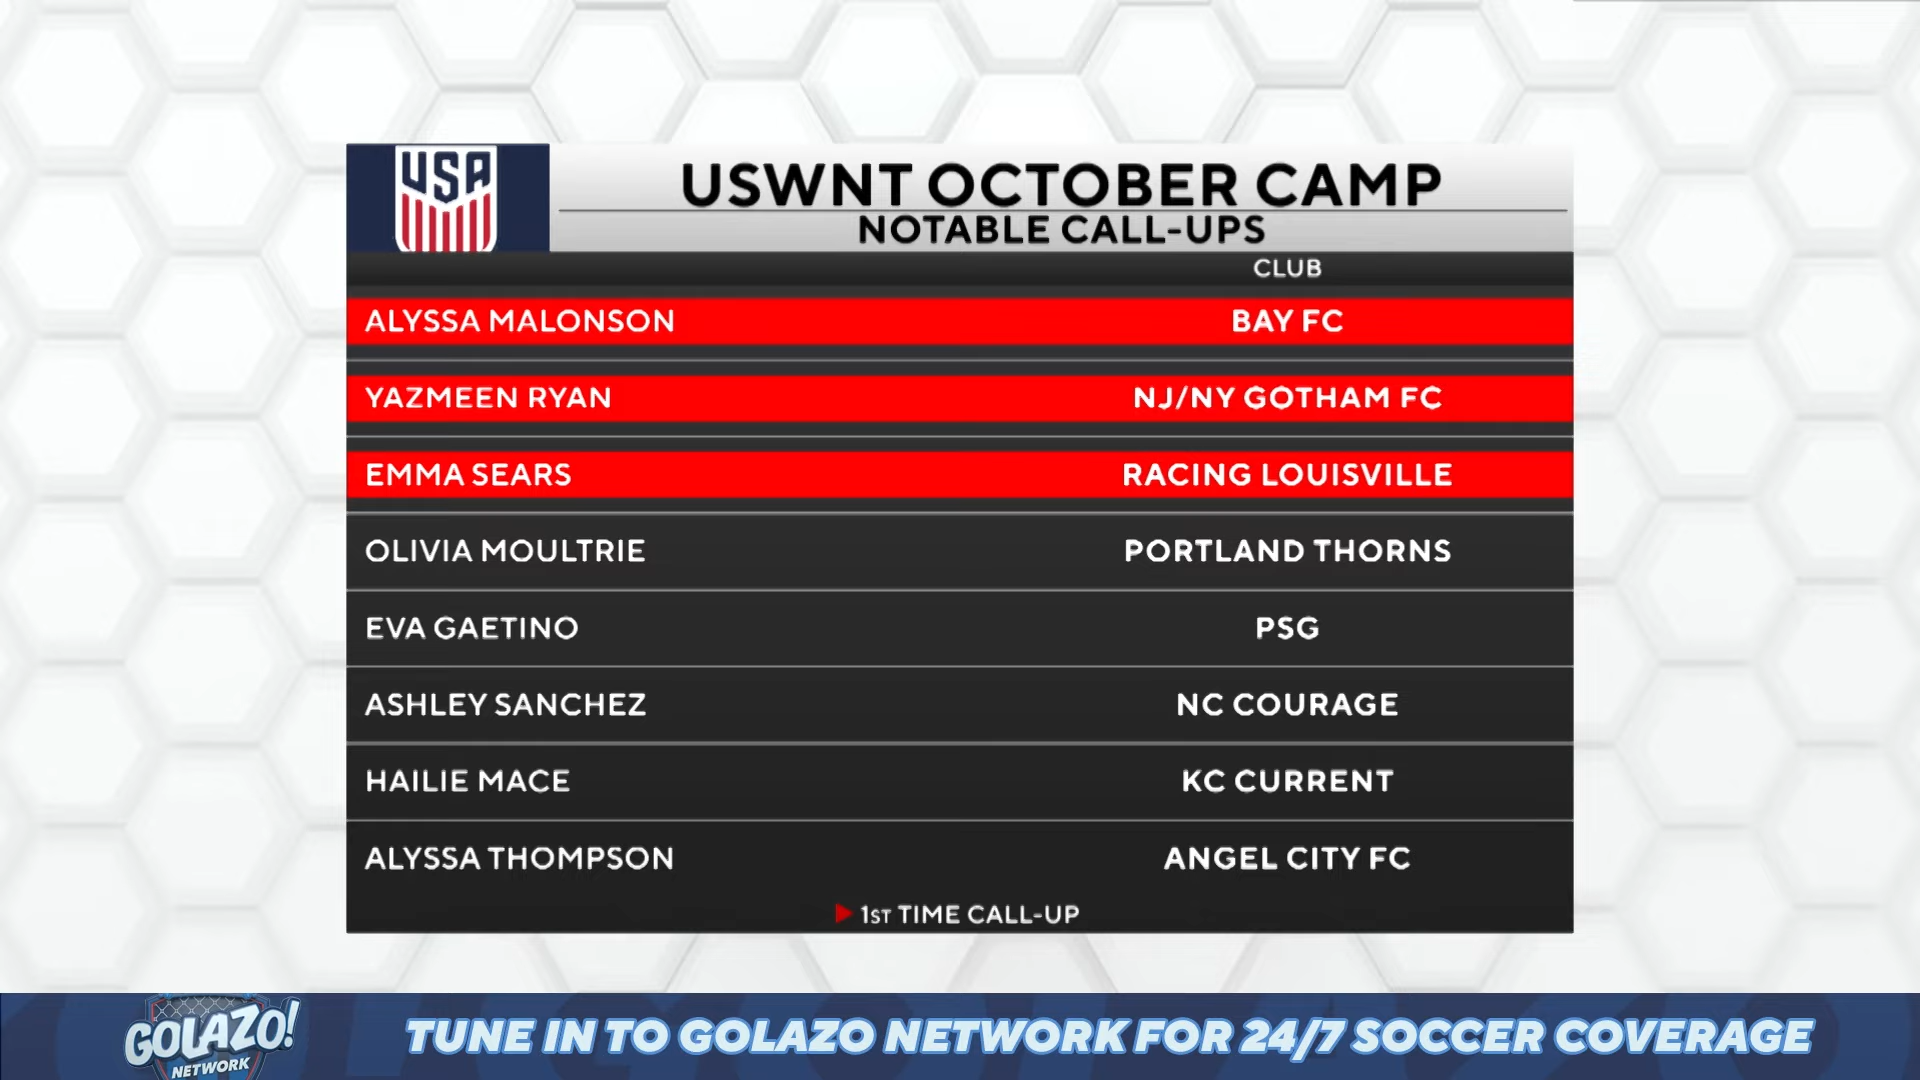 USA
USWNT OCTOBER CAMP
NOTABLE CALL-UPS
CLUB
ALYSSA MALONSON BAY FC
YAZMEEN RYAN NJ/NY GOTHAM FC
EMMA SEARS RACING LOUISVILLE
OLIVIA MOULTRIE PORTLAND THORNS
EVA GAETINO PSG
ASHLEY SANCHEZ NC COURAGE
HAILIE MACE KC CURRENT
ALYSSA THOMPSON ANGEL CITY FC
1ST TIME CALL-UP
GOLAZO!
NETWORK
TUNE IN TO GOLAZO NETWORK FOR 24/7 SOCCER COVERAGE